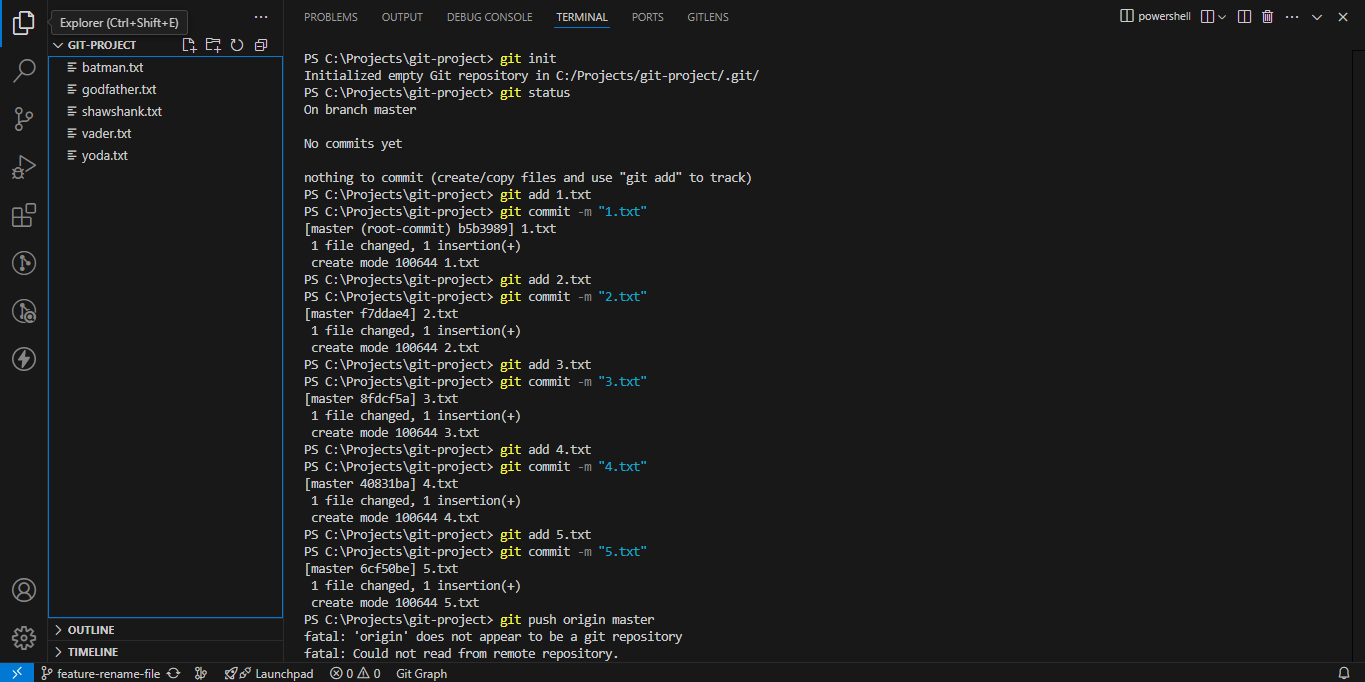 Explorer (Ctrl+Shift+E)
GIT-PROJECT
batman.txt
godfather.txt
shawshank.txt
vader.txt
yoda.txt
OUTLINE
TIMELINE
PROBLEMS OUTPUT DEBUG CONSOLE TERMINAL PORTS GITLENS
powershell
PS C:\Projects\git-project> git init
Initialized empty Git repository in C:/Projects/git-project/.git/
PS C:\Projects\git-project> git status
On branch master
No commits yet
nothing to commit (create/copy files and use "git add" to track)
PS C:\Projects\git-project> git add 1.txt
PS C:\Projects\git-project> git commit -m "1.txt"
[master (root-commit) b5b3989] 1.txt
1 file changed, 1 insertion(+)
create mode 100644 1.txt
PS C:\Projects\git-project> git add 2.txt
PS C:\Projects\git-project> git commit -m "2.txt"
[master f7ddae4] 2.txt
1 file changed, 1 insertion(+)
create mode 100644 2.txt
PS C:\Projects\git-project> git add 3.txt
PS C:\Projects\git-project> git commit -m "3.txt"
[master 8fdcf5a] 3.txt
1 file changed, 1 insertion(+)
create mode 100644 3.txt
PS C:\Projects\git-project> git add 4.txt
PS C:\Projects\git-project> git commit -m "4.txt"
[master 40831ba] 4.txt
1 file changed, 1 insertion(+)
create mode 100644 4.txt
PS C:\Projects\git-project> git add 5.txt
PS C:\Projects\git-project> git commit -m "5.txt"
[master 6cf50be] 5.txt
1 file changed, 1 insertion(+)
create mode 100644 5.txt
PS C:\Projects\git-project> git push origin master
fatal: 'origin' does not appear to be a git repository
fatal: Could not read from remote repository.
feature-rename-file Launchpad 0 0 Git Graph